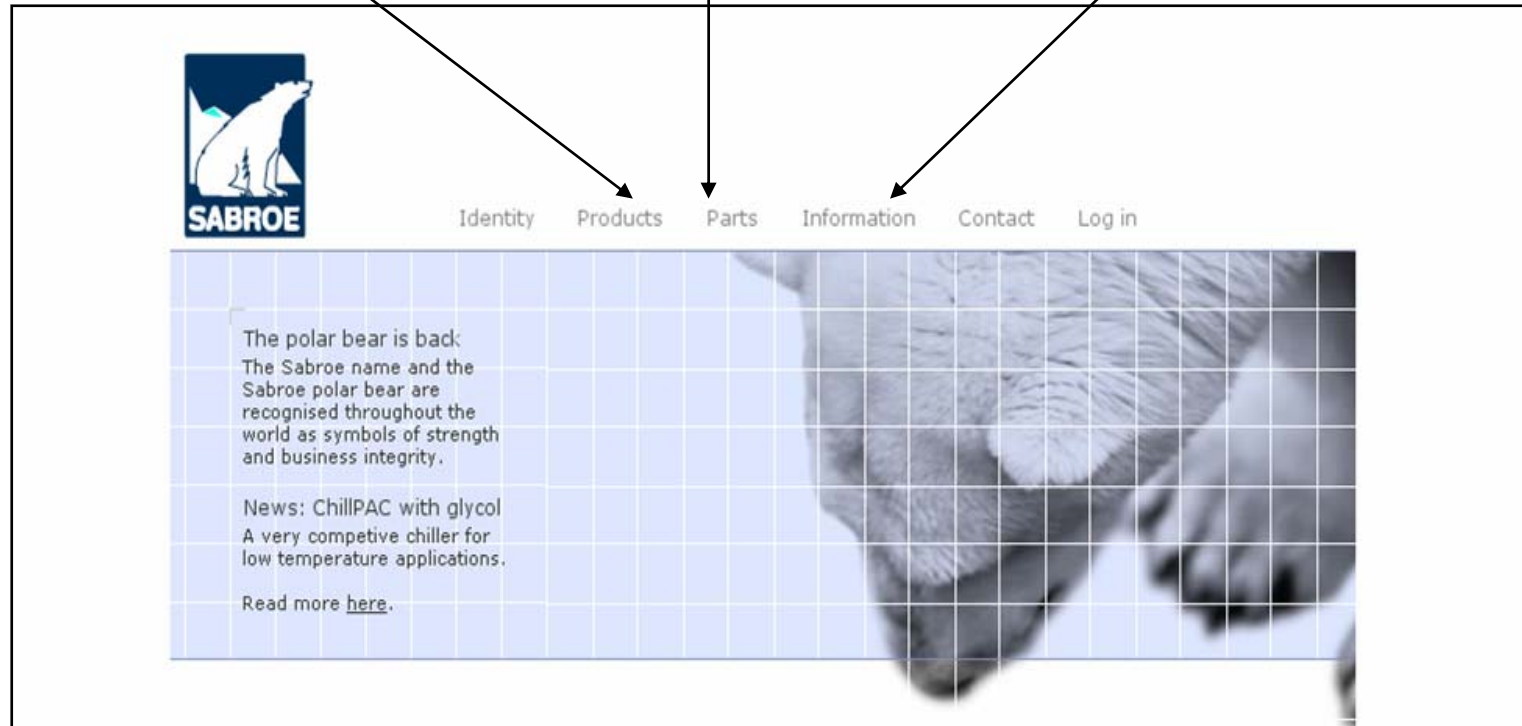 SABROE
Identity Products Parts Information Contact Log in
The polar bear is back
The Sabroe name and the
Sabroe polar bear are
recognised throughout the
world as symbols of strength
and business integrity.
News: ChillPAC with glycol
A very competive chiller for
low temperature applications.
Read more here.